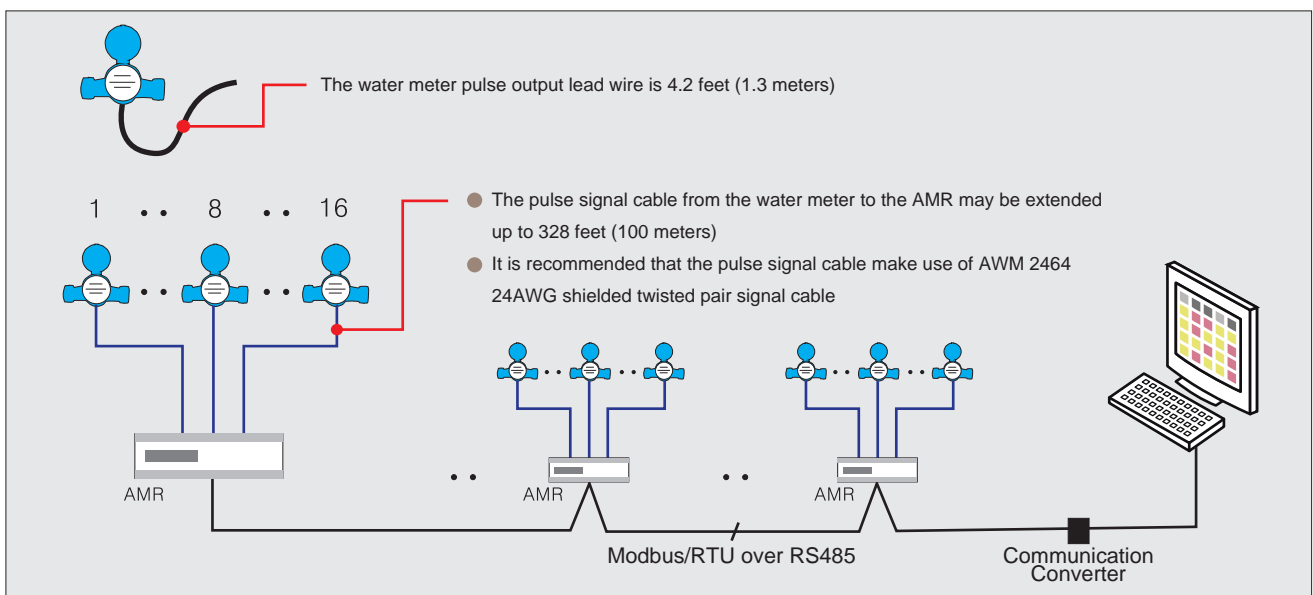 The water meter pulse output lead wire is 4.2 feet (1.3 meters)
1 .. 8 .. 16
The pulse signal cable from the water meter to the AMR may be extended
up to 328 feet (100 meters)
It is recommended that the pulse signal cable make use of AWM 2464
24AWG shielded twisted pair signal cable
AMR
AMR
AMR
Modbus/RTU over RS485
Communication
Converter